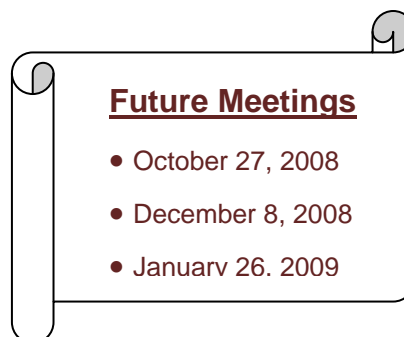 Future Meetings
• October 27, 2008
• December 8, 2008
• January 26, 2009